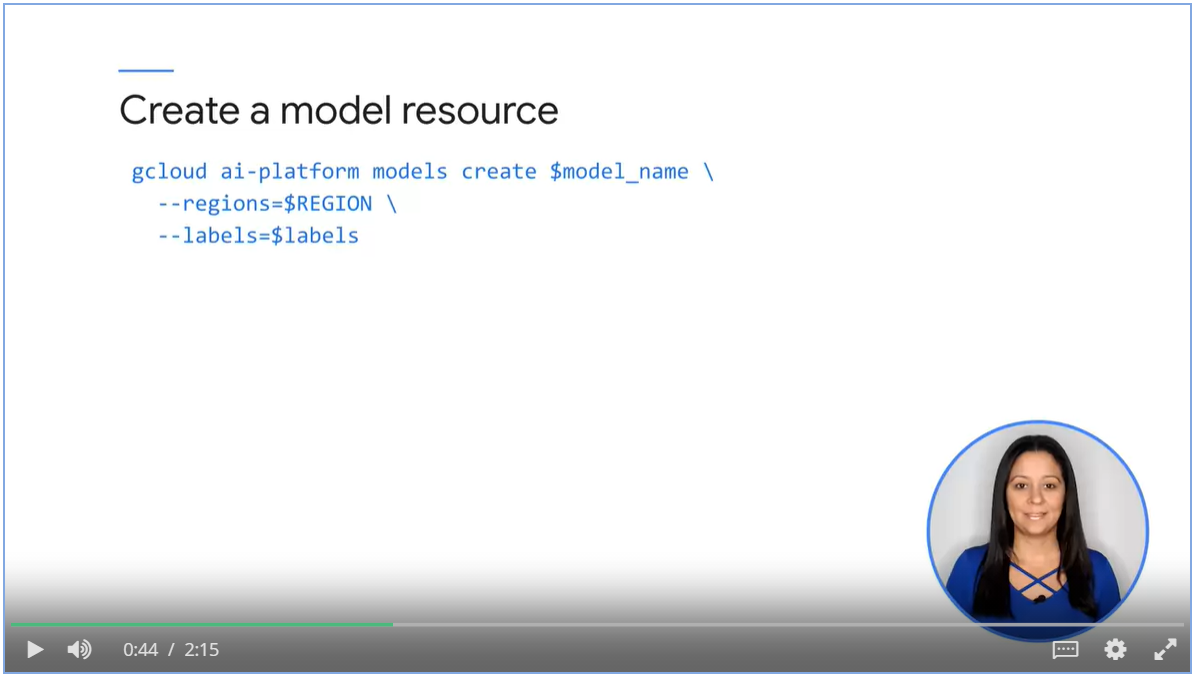 Create a model resource
gcloud ai-platform models create $model_name \
--regions=$REGION \
--labels=$labels
0:44 / 2:15